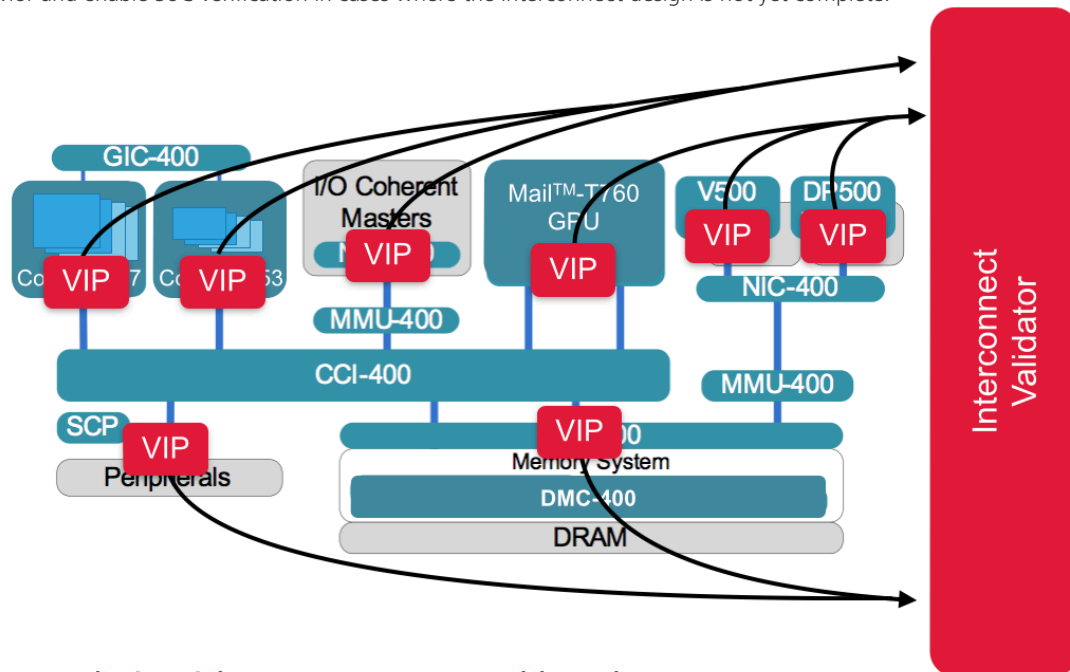 GIC-400
I/O Coherent
Masters
Mail™-T760
GPU
V500
DP500
VIP
VIP
VIP
VIP
VIP
VIP
NIC-400
MMU-400
CCI-400
MMU-400
SCP
VIP
Peripherals
VIP
Memory System
DMC-400
DRAM
Interconnect
Validator